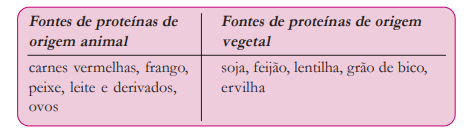 Fontes de proteínas de
origem animal
Fontes de proteínas de origem
vegetal
carnes vermelhas, frango,
peixe, leite e derivados,
ovos
soja, feijão, lentilha, grão de bico,
ervilha